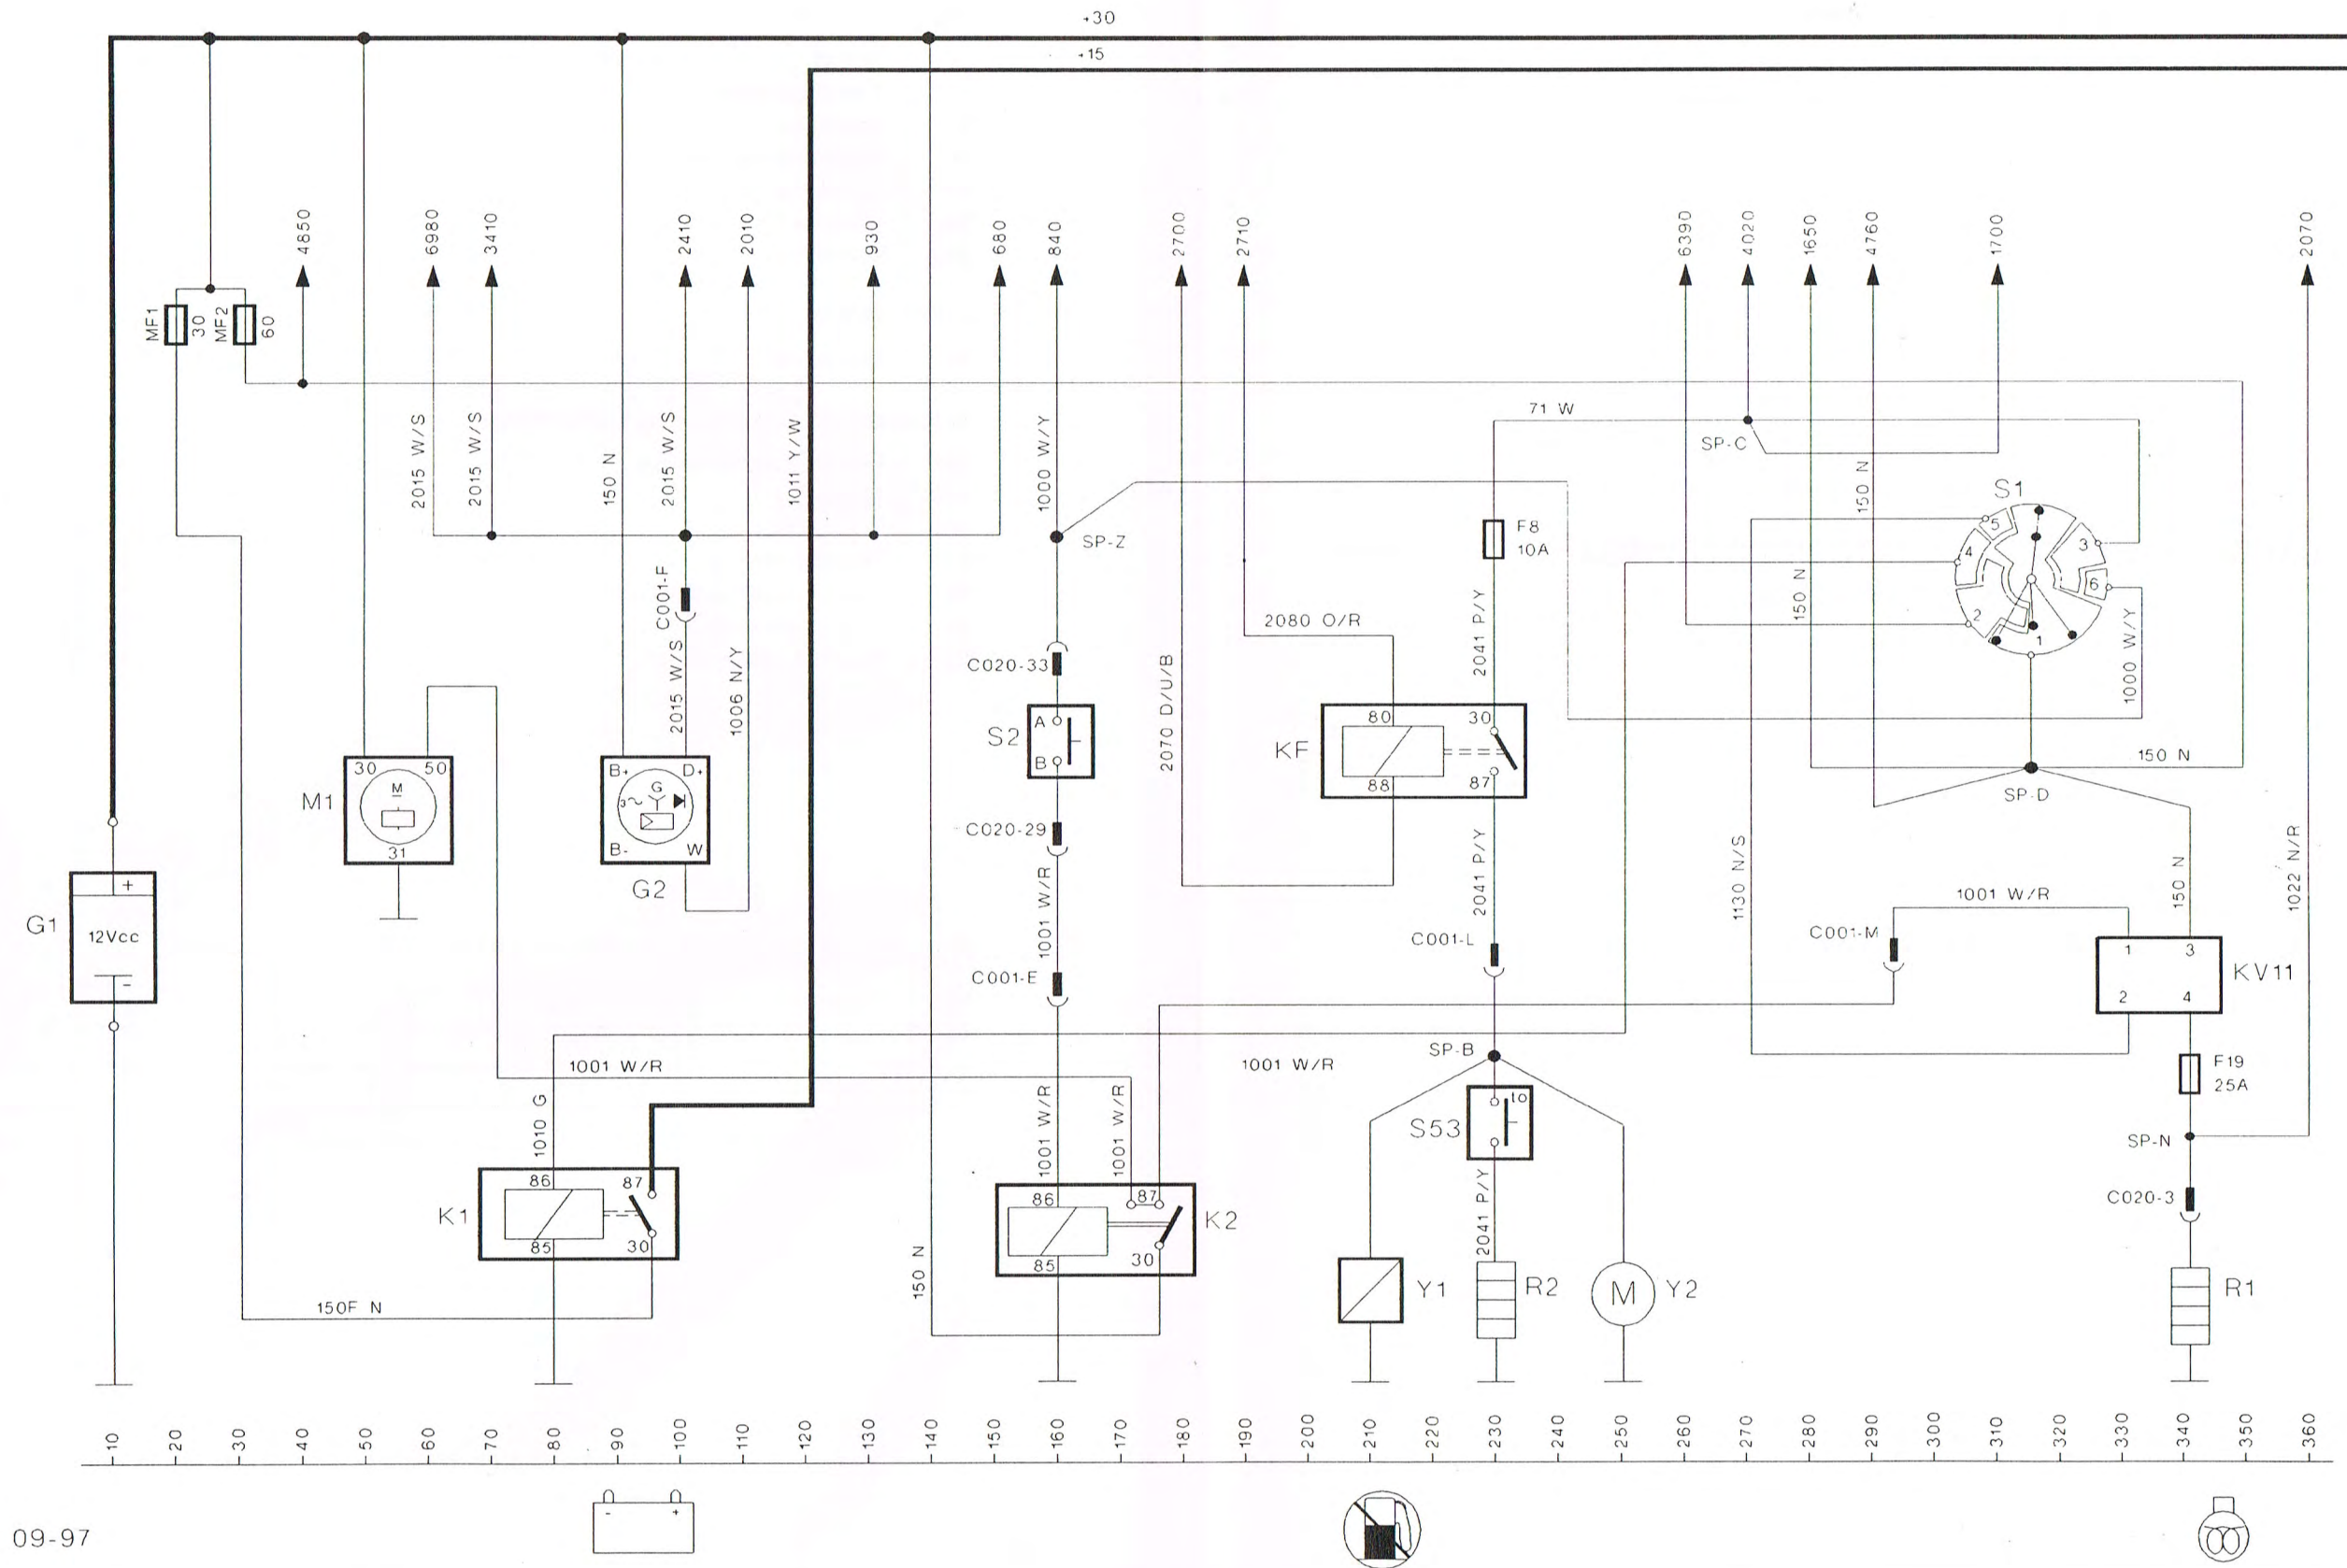 +30
+15
4850
6980
3410
2410
2010
930
680
840
2700
2710
6390
4020
1650
4760
1700
2070
MF1
30
MF2
60
2015 W/S
2015 W/S
150 N
2015 W/S
1011 Y/W
1000 W/Y
71 W
SP-C
150 N
S1
5
4
3
6
2
1
SP-Z
F8
10A
C001-F
2015 W/S
1006 N/Y
C020-33
2070 D/U/B
2080 O/R
2041 P/Y
150 N
1000 W/Y
M1
30
50
M
31
B+
D+
G
3~
B-
W
G2
S2
A
B
KF
80
30
88
87
150 N
SP-D
G1
+
12Vcc
-
C020-29
1001 W/R
C001-E
2041 P/Y
C001-L
1130 N/S
C001-M
1001 W/R
150 N
1022 N/R
1
3
2
4
KV11
1001 W/R
1001 W/R
SP-B
F19
25A
1010 G
1001 W/R
1001 W/R
S53
to
SP-N
K1
86
87
85
30
K2
86
87
85
30
2041 P/Y
C020-3
150F N
150 N
Y1
R2
M
Y2
R1
10
20
30
40
50
60
70
80
90
100
110
120
130
140
150
160
170
180
190
200
210
220
230
240
250
260
270
280
290
300
310
320
330
340
350
360
-
+
09-97